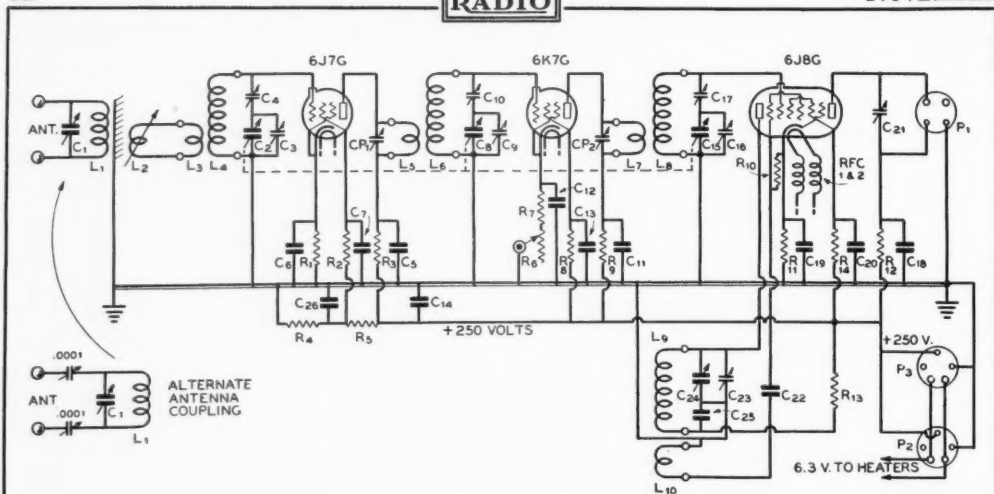 RADIO
6J7G
6K7G
6J8G
ANT.
C1
L1
L2
L3
L4
C4
C2
C3
CP1
L5
L6
C10
C8
C9
CP2
L7
L8
C17
C15
C16
R10
RFC
1 & 2
C21
P1
C6
R1
R2
C7
R3
C5
R7
R6
C12
C13
R8
R9
C11
R11
C19
R14
C20
R12
C18
C26
C14
R4
R5
+250 VOLTS
L9
C24
C23
C25
C22
R13
+250 V.
P3
P2
6.3 V. TO HEATERS
L10
.0001
ANT
.0001
C1
L1
ALTERNATE
ANTENNA
COUPLING